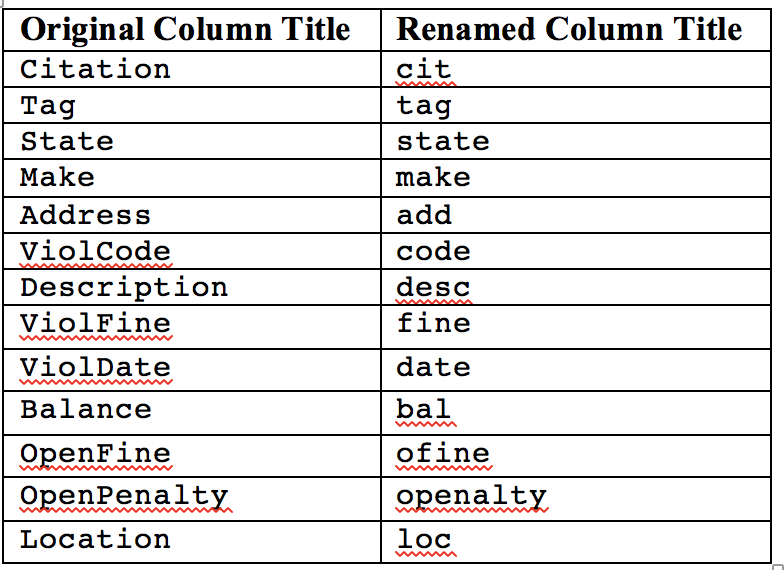 Original Column Title Renamed Column Title
Citation cit
Tag tag
State state
Make make
Address add
ViolCode code
Description desc
ViolFine fine
ViolDate date
Balance bal
OpenFine ofine
OpenPenalty openalty
Location loc